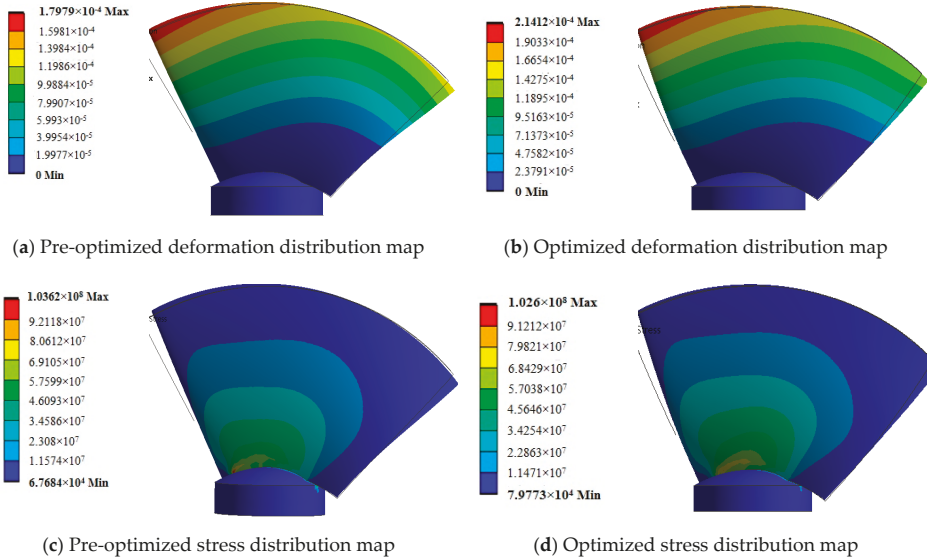 1.7979×10⁻⁴ Max
1.5981×10⁻⁴
1.3984×10⁻⁴
1.1986×10⁻⁴
9.9884×10⁻⁵
7.9907×10⁻⁵
5.993×10⁻⁵
3.9954×10⁻⁵
1.9977×10⁻⁵
0 Min
x
2.1412×10⁻⁴ Max
1.9033×10⁻⁴
1.6654×10⁻⁴
1.4275×10⁻⁴
1.1895×10⁻⁴
9.5163×10⁻⁵
7.1373×10⁻⁵
4.7582×10⁻⁵
2.3791×10⁻⁵
0 Min
(a) Pre-optimized deformation distribution map
(b) Optimized deformation distribution map
1.0362×10⁸ Max
9.2118×10⁷
8.0612×10⁷
6.9105×10⁷
5.7599×10⁷
4.6093×10⁷
3.4586×10⁷
2.308×10⁷
1.1574×10⁷
6.7684×10⁴ Min
1.026×10⁸ Max
9.1212×10⁷
7.9821×10⁷
6.8429×10⁷
5.7038×10⁷
4.5646×10⁷
3.4254×10⁷
2.2863×10⁷
1.1471×10⁷
7.9773×10⁴ Min
(c) Pre-optimized stress distribution map
(d) Optimized stress distribution map